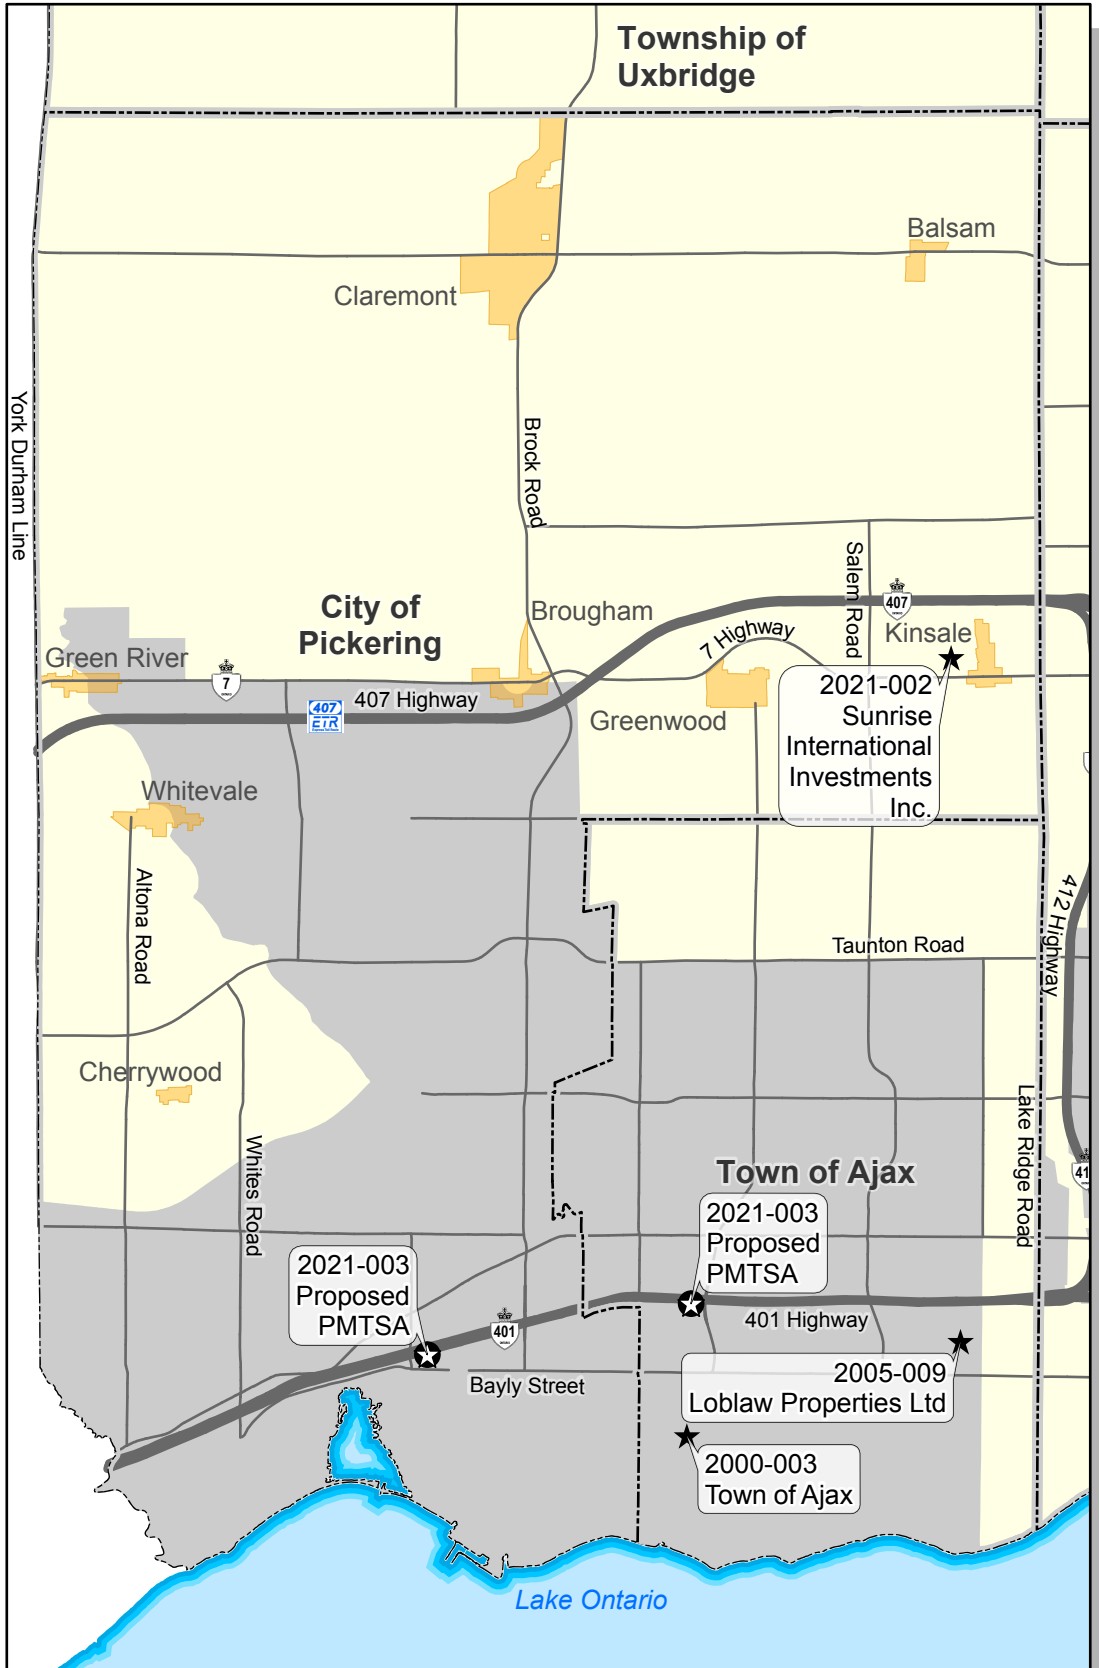 Township of
Uxbridge
Balsam
Claremont
York Durham Line
Brock Road
Salem Road
407
City of
Pickering
Brougham
7 Highway
Kinsale
Green River
7
407 Highway
407
ETR
Greenwood
2021-002
Sunrise
International
Investments
Inc.
Whitevale
Altona Road
412 Highway
Taunton Road
Cherrywood
Lake Ridge Road
Whites Road
41
Town of Ajax
2021-003
Proposed
PMTSA
2021-003
Proposed
PMTSA
401
401 Highway
Bayly Street
2005-009
Loblaw Properties Ltd
2000-003
Town of Ajax
Lake Ontario